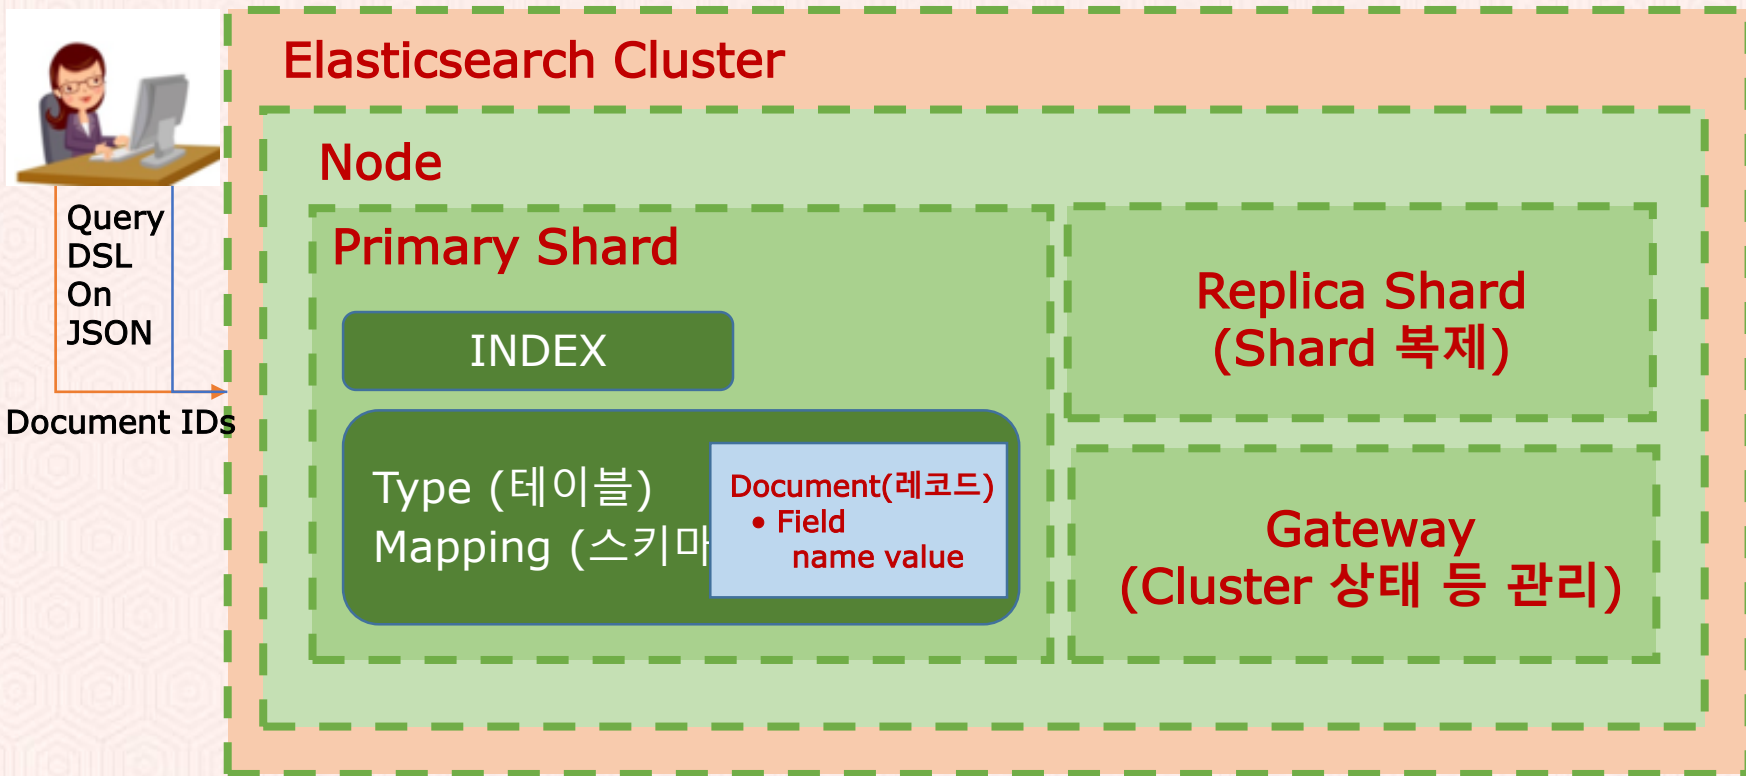 Elasticsearch Cluster
Node
Query
DSL
On
JSON
Document IDs
Primary Shard
INDEX
Type (테이블)
Mapping (스키마
Document(레코드)
• Field
name value
Replica Shard
(Shard 복제)
Gateway
(Cluster 상태 등 관리)